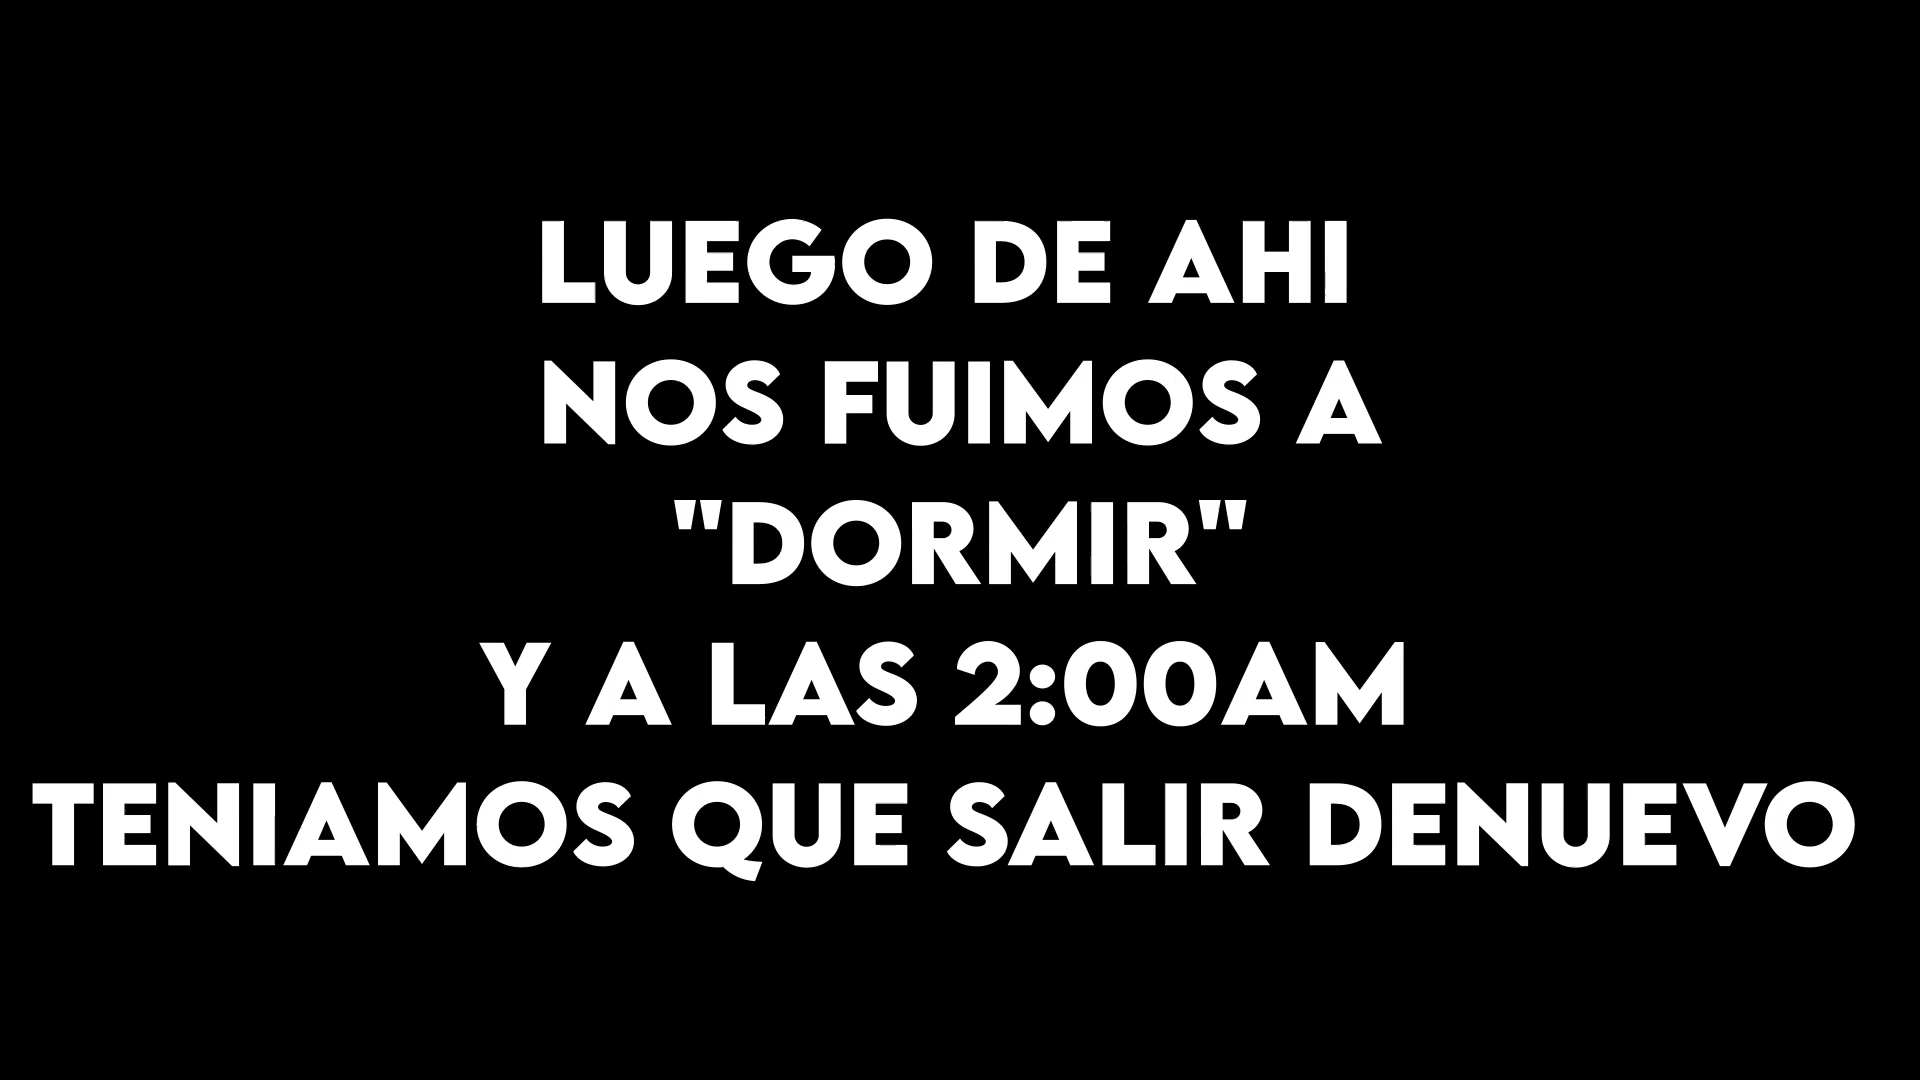 LUEGO DE AHI
NOS FUIMOS A
"DORMIR"
Y A LAS 2:00AM
TENIAMOS QUE SALIR DENUEVO